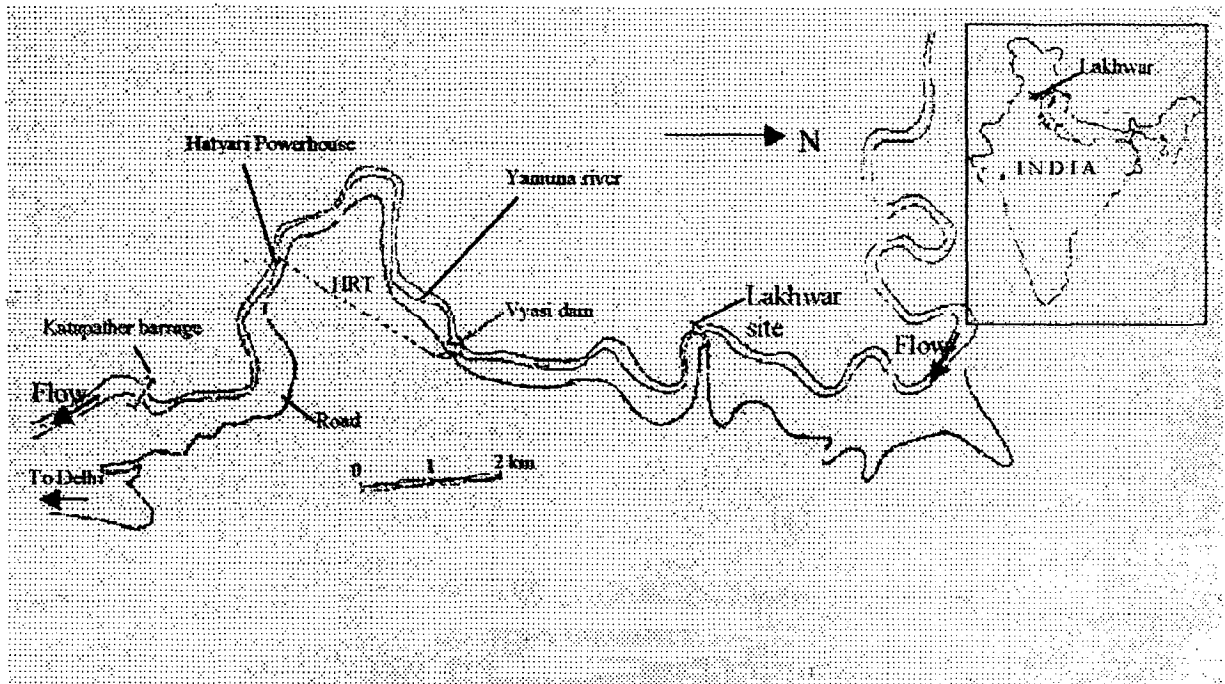 Lakhwar
INDIA
N
Hatyari Powerhouse
Yamuna river
HRT
Vyasi dam
Lakhwar
site
Flow
Katapather barrage
Flow
Road
To Delhi
0 1 2 km